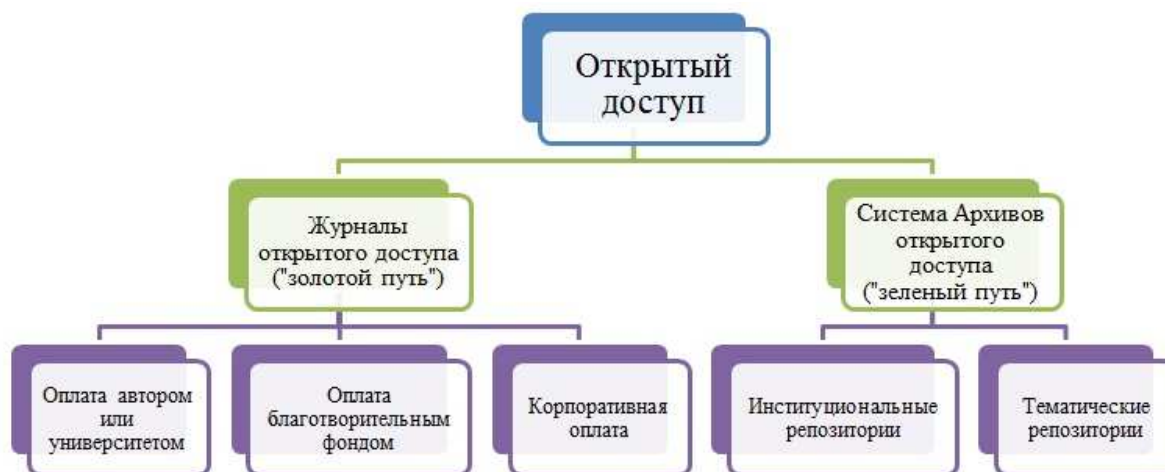 Открытый
доступ
Журналы
открытого доступа
("золотой путь")
Система Архивов
открытого
доступа
("зеленый путь")
Оплата автором
или
университетом
Оплата
благотворительным
фондом
Корпоративная
оплата
Институциональные
репозитории
Тематические
репозитории